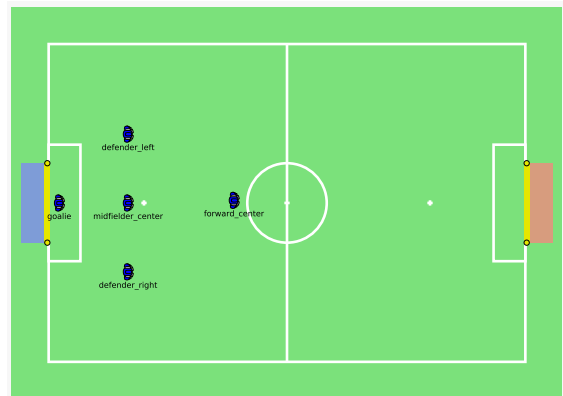 defender_left
goalie
midfielder_center
forward_center
defender_right